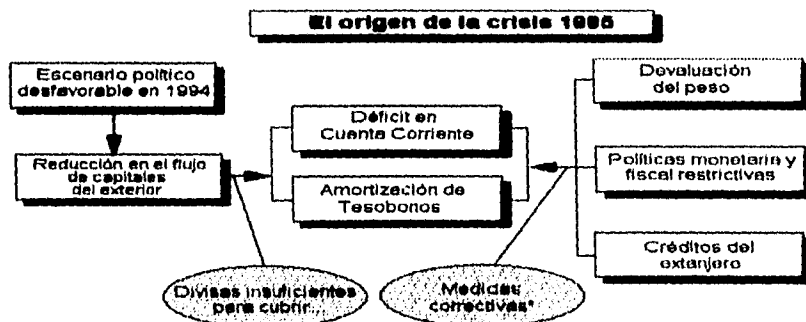 El origen de la crisis 1995
Escenario político
desfavorable en 1994
Reducción en el flujo
de capitales
del exterior
Déficit en
Cuenta Corriente
Amortización de
Tesobonos
Devaluación
del peso
Políticas monetaria y
fiscal restrictivas
Créditos del
extanjero
Divisas insuficientes
para cubrir...
Medidas
correctivas*